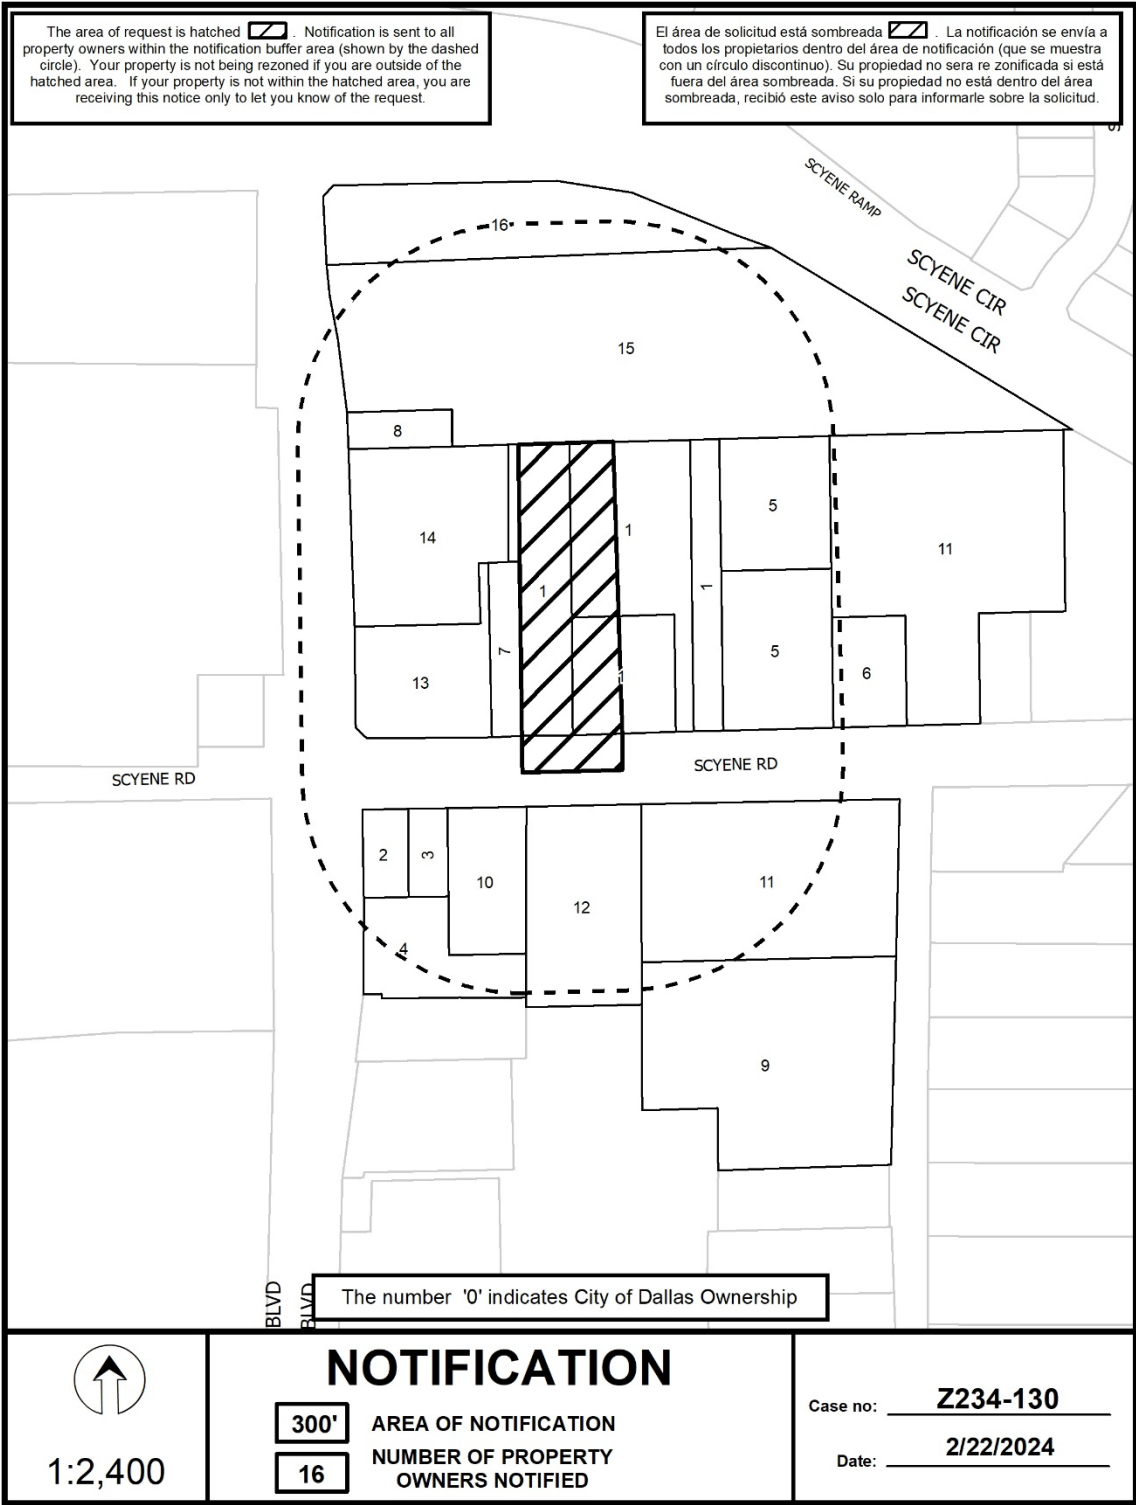 The area of request is hatched . Notification is sent to all
property owners within the notification buffer area (shown by the dashed
circle). Your property is not being rezoned if you are outside of the
hatched area. If your property is not within the hatched area, you are
receiving this notice only to let you know of the request.
El área de solicitud está sombreada . La notificación se envía a
todos los propietarios dentro del área de notificación (que se muestra
con un círculo discontinuo). Su propiedad no sera re zonificada si está
fuera del área sombreada. Si su propiedad no está dentro del área
sombreada, recibió este aviso solo para informarle sobre la solicitud.
SCYENE RAMP
SCYENE CIR
SCYENE CIR
16
15
8
14
1
1
1
5
11
7
13
1
5
6
SCYENE RD
SCYENE RD
2
3
10
12
11
4
9
BLVD
BLVD
The number '0' indicates City of Dallas Ownership
1:2,400
NOTIFICATION
300' AREA OF NOTIFICATION
16 NUMBER OF PROPERTY
OWNERS NOTIFIED
Case no: Z234-130
Date: 2/22/2024